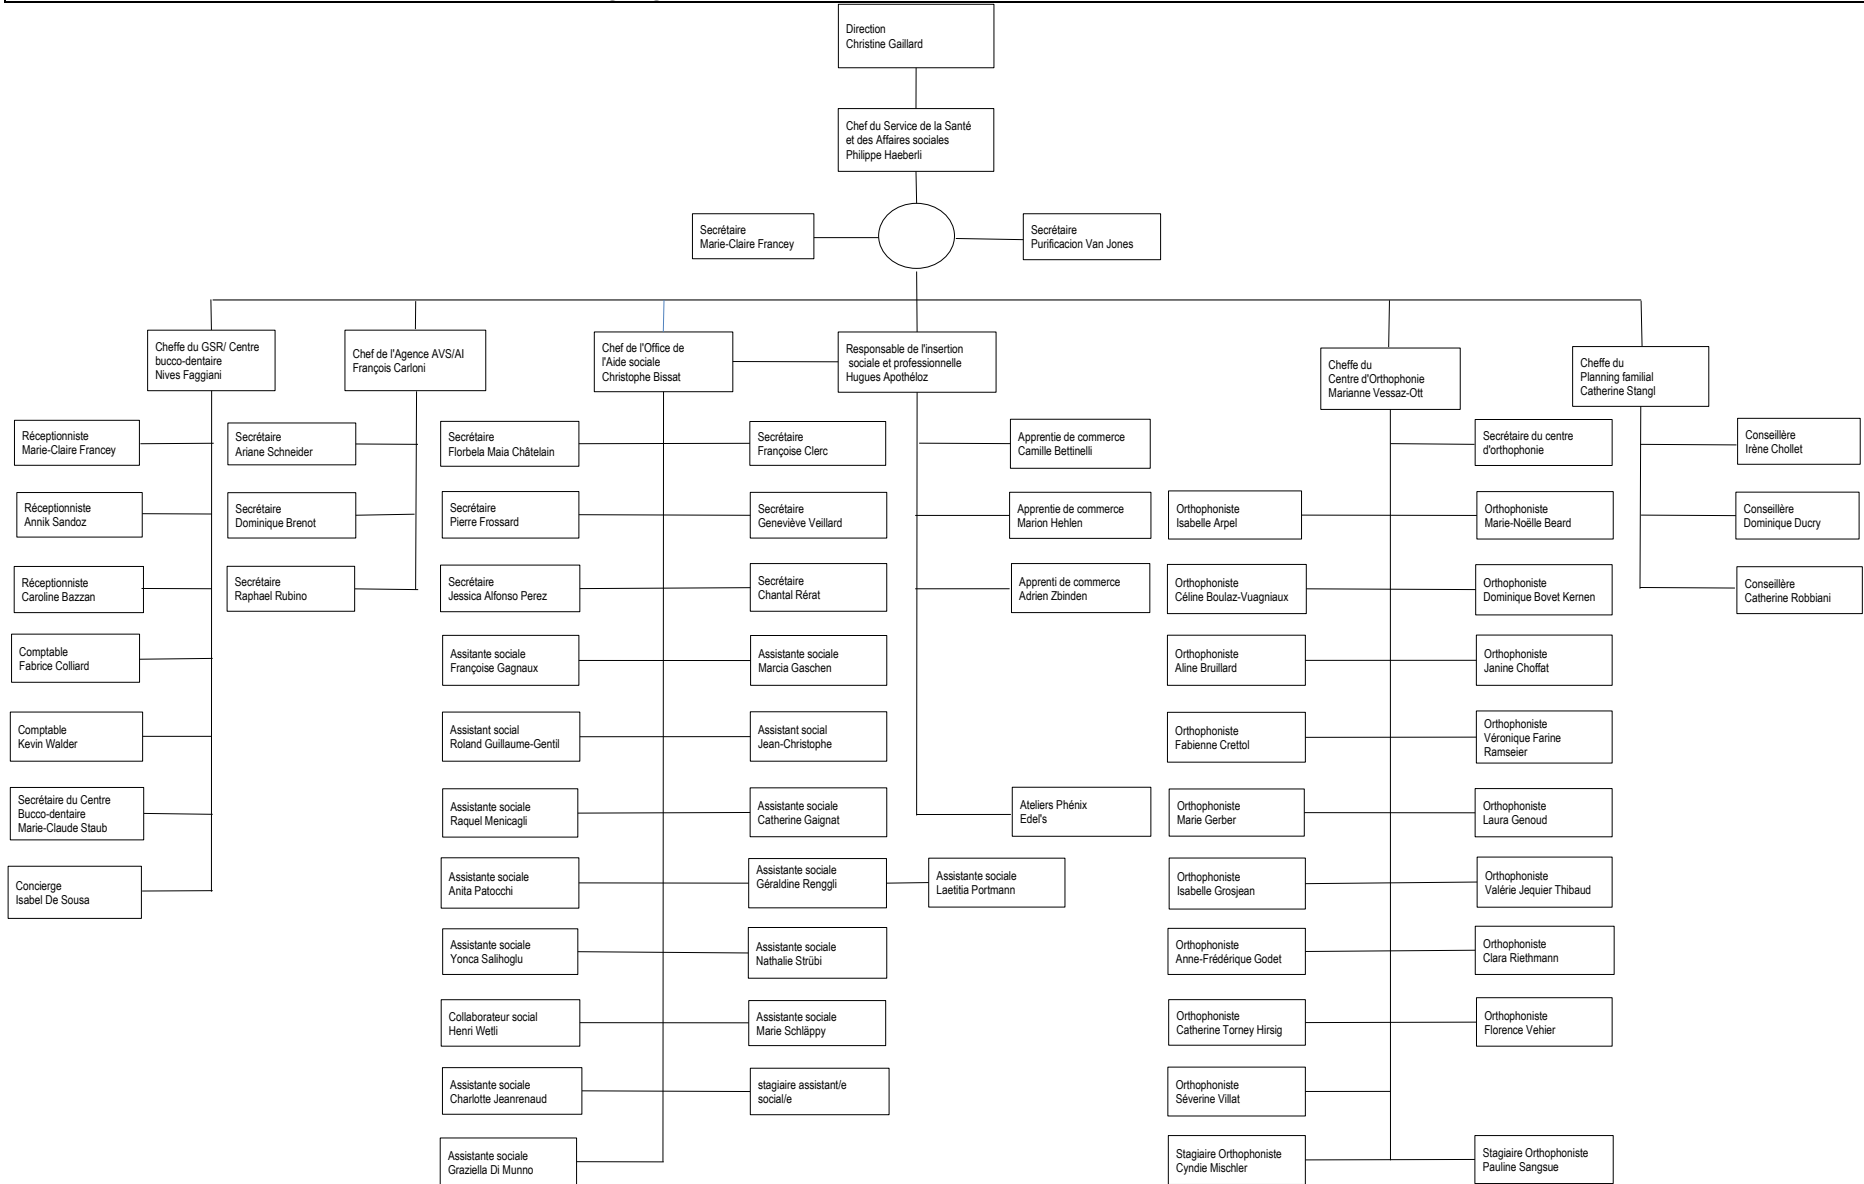 Direction
Christine Gaillard
Chef du Service de la Santé
et des Affaires sociales
Philippe Haeberli
Secrétaire
Marie-Claire Francey
Secrétaire
Purificacion Van Jones
Cheffe du GSR/ Centre
bucco-dentaire
Nives Faggiani
Chef de l'Agence AVS/AI
François Carloni
Chef de l'Office de
l'Aide sociale
Christophe Bissat
Responsable de l'insertion
sociale et professionnelle
Hugues Apothéloz
Cheffe du
Centre d'Orthophonie
Marianne Vessaz-Ott
Cheffe du
Planning familial
Catherine Stangl
Réceptionniste
Marie-Claire Francey
Secrétaire
Ariane Schneider
Secrétaire
Florbela Maia Châtelain
Secrétaire
Françoise Clerc
Apprentie de commerce
Camille Bettinelli
Secrétaire du centre
d'orthophonie
Conseillère
Irène Chollet
Réceptionniste
Annik Sandoz
Secrétaire
Dominique Brenot
Secrétaire
Pierre Frossard
Secrétaire
Geneviève Veillard
Apprentie de commerce
Marion Hehlen
Orthophoniste
Isabelle Arpel
Orthophoniste
Marie-Noëlle Beard
Conseillère
Dominique Ducry
Réceptionniste
Caroline Bazzan
Secrétaire
Raphael Rubino
Secrétaire
Jessica Alfonso Perez
Secrétaire
Chantal Rérat
Apprenti de commerce
Adrien Zbinden
Orthophoniste
Céline Boulaz-Vuagniaux
Orthophoniste
Dominique Bovet Kernen
Conseillère
Catherine Robbiani
Comptable
Fabrice Colliard
Assitante sociale
Françoise Gagnaux
Assistante sociale
Marcia Gaschen
Orthophoniste
Aline Bruillard
Orthophoniste
Janine Choffat
Comptable
Kevin Walder
Assistant social
Roland Guillaume-Gentil
Assistant social
Jean-Christophe
Orthophoniste
Fabienne Crettol
Orthophoniste
Véronique Farine
Ramseier
Secrétaire du Centre
Bucco-dentaire
Marie-Claude Staub
Assistante sociale
Raquel Menicagli
Assistante sociale
Catherine Gaignat
Ateliers Phénix
Edel's
Orthophoniste
Marie Gerber
Orthophoniste
Laura Genoud
Concierge
Isabel De Sousa
Assistante sociale
Anita Patocchi
Assistante sociale
Géraldine Renggli
Assistante sociale
Laetitia Portmann
Orthophoniste
Isabelle Grosjean
Orthophoniste
Valérie Jequier Thibaud
Assistante sociale
Yonca Salihoglu
Assistante sociale
Nathalie Strübi
Orthophoniste
Anne-Frédérique Godet
Orthophoniste
Clara Riethmann
Collaborateur social
Henri Wetli
Assistante sociale
Marie Schläppy
Orthophoniste
Catherine Torney Hirsig
Orthophoniste
Florence Vehier
Assistante sociale
Charlotte Jeanrenaud
stagiaire assistant/e
social/e
Orthophoniste
Séverine Villat
Assistante sociale
Graziella Di Munno
Stagiaire Orthophoniste
Cyndie Mischler
Stagiaire Orthophoniste
Pauline Sangsue